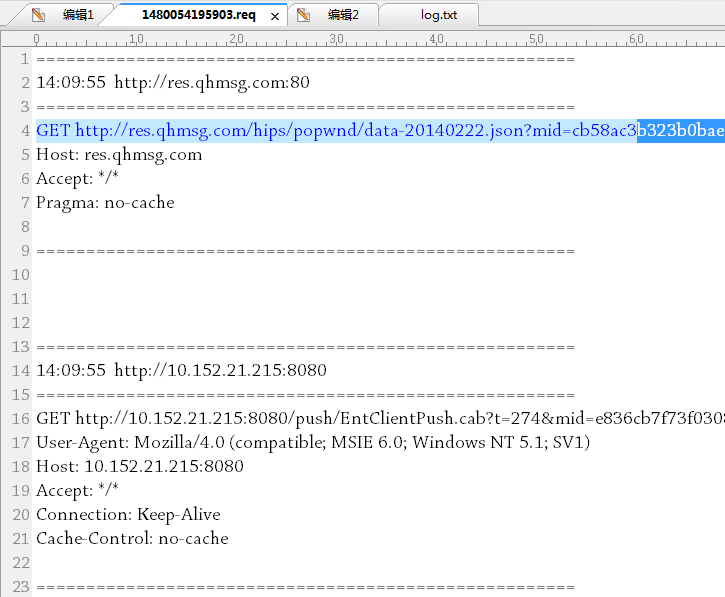 编辑1 1480054195903.req 编辑2 log.txt
0 10 20 30 40 50 60
1 ======================================================
2 14:09:55 http://res.qhmsg.com:80
3 ======================================================
4 GET http://res.qhmsg.com/hips/popwnd/data-20140222.json?mid=cb58ac3b323b0bae
5 Host: res.qhmsg.com
6 Accept: */*
7 Pragma: no-cache
8
9 ======================================================
10
11
12
13 ======================================================
14 14:09:55 http://10.152.21.215:8080
15 ======================================================
16 GET http://10.152.21.215:8080/push/EntClientPush.cab?t=274&mid=e836cb7f73f0308
17 User-Agent: Mozilla/4.0 (compatible; MSIE 6.0; Windows NT 5.1; SV1)
18 Host: 10.152.21.215:8080
19 Accept: */*
20 Connection: Keep-Alive
21 Cache-Control: no-cache
22
23 ======================================================